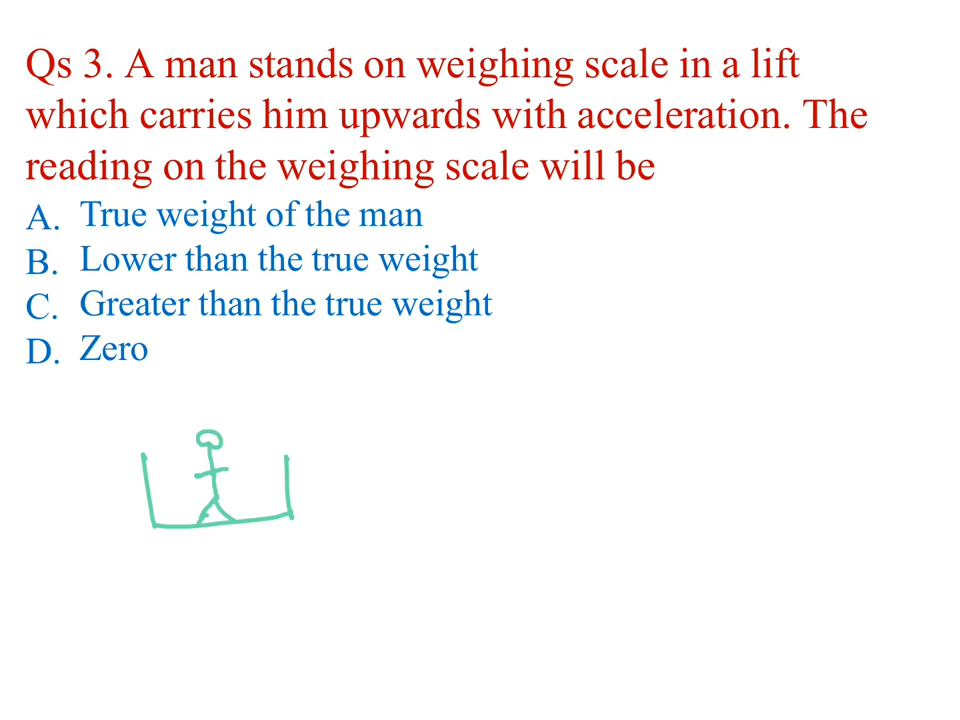 Qs 3. A man stands on weighing scale in a lift
which carries him upwards with acceleration. The
reading on the weighing scale will be
A. True weight of the man
B. Lower than the true weight
C. Greater than the true weight
D. Zero